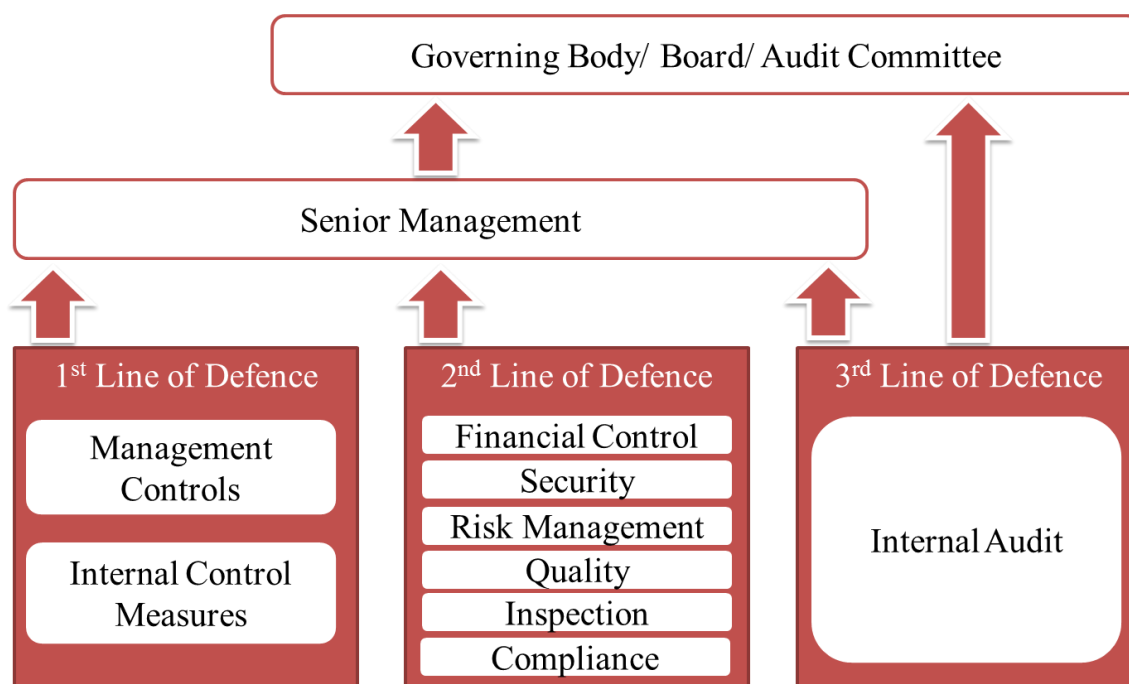 Governing Body/ Board/ Audit Committee
Senior Management
1st Line of Defence
Management
Controls
Internal Control
Measures
2nd Line of Defence
Financial Control
Security
Risk Management
Quality
Inspection
Compliance
3rd Line of Defence
Internal Audit